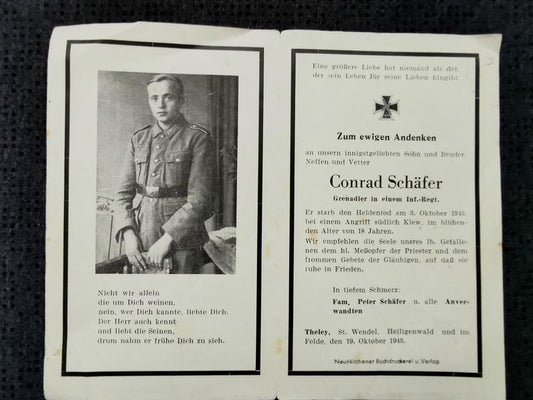 Nicht wir allein
die um Dich weinen,
nein, wer Dich kannte, liebte Dich.
Der Herr auch kennt
und liebt die Seinen,
drum nahm er frühe Dich zu sich.
Eine größere Liebe hat niemand als der,
der sein Leben für seine Lieben hingibt.
Zum ewigen Andenken
an unsern innigstgeliebten Sohn und Bruder,
Neffen und Vetter
Conrad Schäfer
Grenadier in einem Inf.-Regt.
Er starb den Heldentod am 3. Oktober 1943.
bei einem Angriff südlich Kiew, im blühen-
den Alter von 18 Jahren.
Wir empfehlen die Seele unsres lb. Gefalle-
nen dem hl. Meßopfer der Priester und dem
frommen Gebete der Gläubigen, auf daß sie
ruhe in Frieden.
In tiefem Schmerz:
Fam. Peter Schäfer u. alle Anver-
wandten
Theley, St. Wendel, Heiligenwald und im
Felde, den 19. Oktober 1943.
Neunkirchener Buchdruckerei u. Verlag